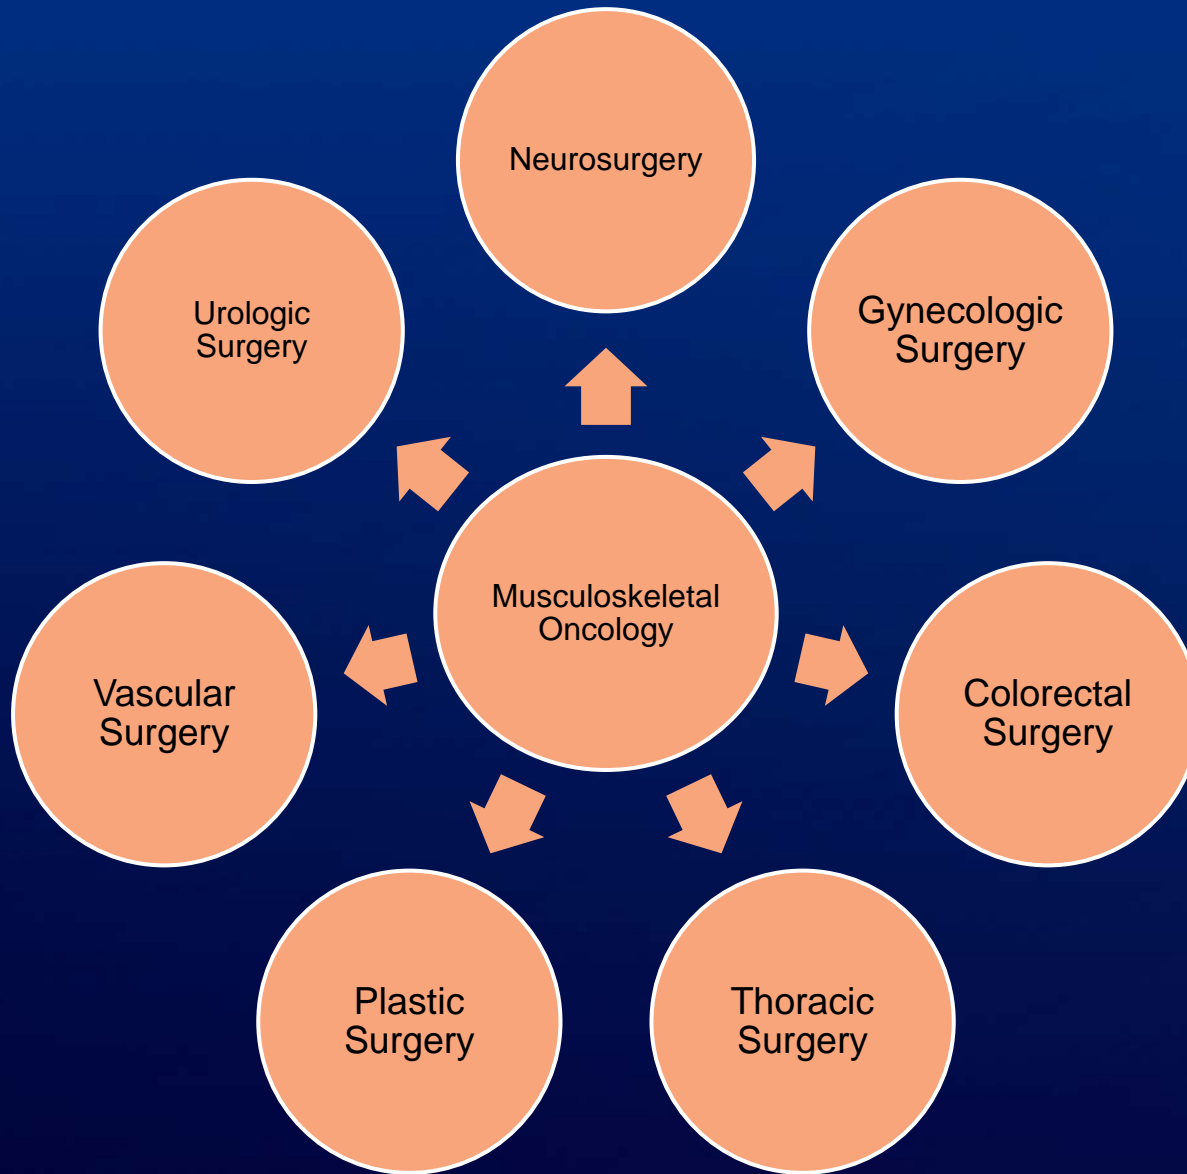 Neurosurgery
Urologic
Surgery
Gynecologic
Surgery
Musculoskeletal
Oncology
Vascular
Surgery
Colorectal
Surgery
Plastic
Surgery
Thoracic
Surgery